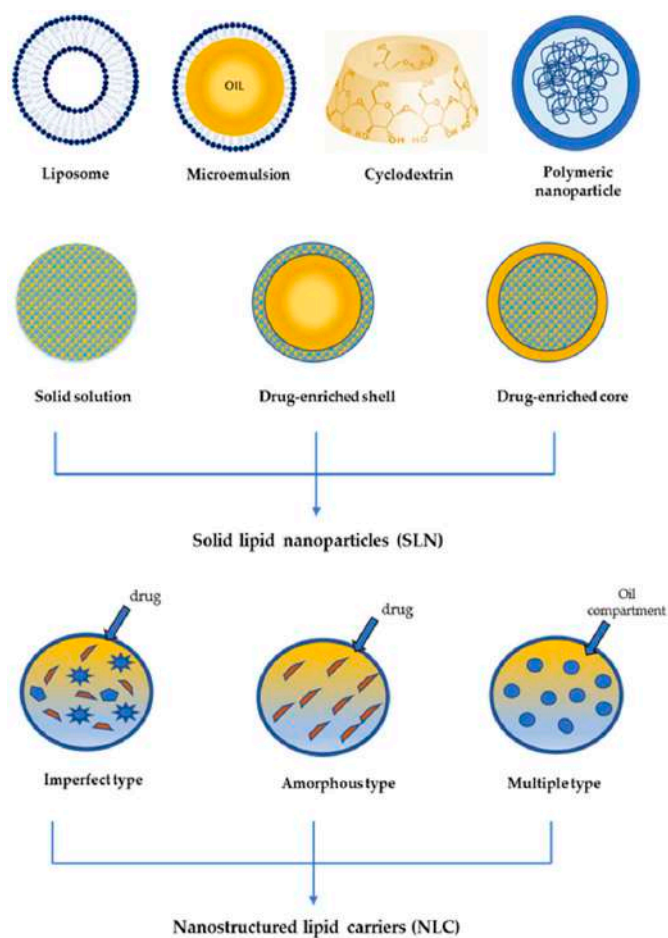 OIL
Liposome
Microemulsion
Cyclodextrin
Polymeric
nanoparticle
Solid solution
Drug-enriched shell
Drug-enriched core
Solid lipid nanoparticles (SLN)
drug
drug
Oil
compartment
Imperfect type
Amorphous type
Multiple type
Nanostructured lipid carriers (NLC)